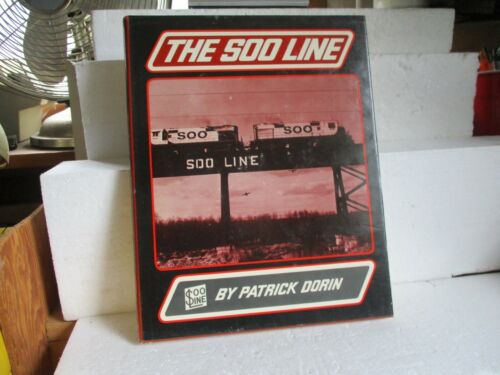 THE SOO LINE
SOO
SOO
SOO LINE
SOO
LINE
BY PATRICK DORIN